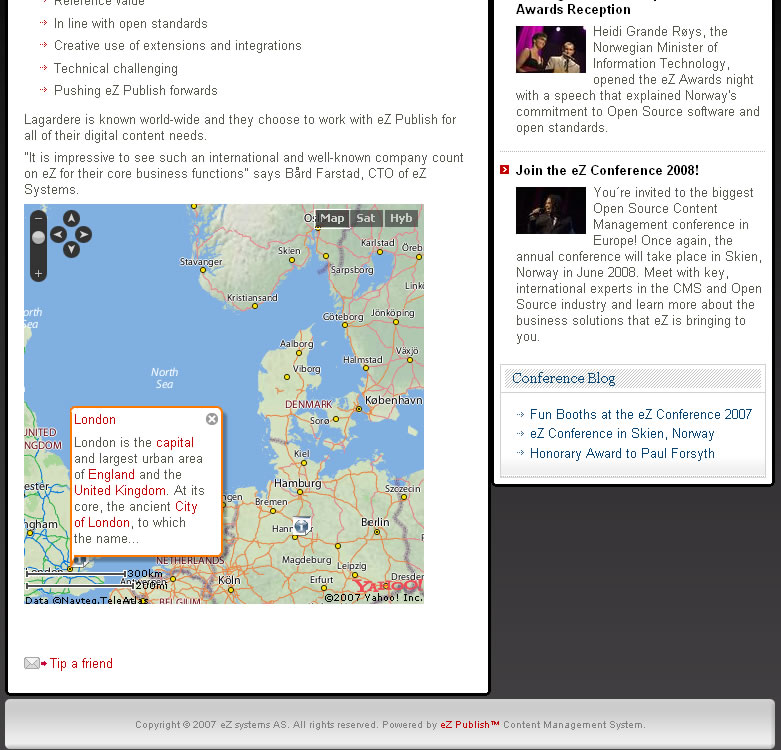 Reference value
In line with open standards
Creative use of extensions and integrations
Technical challenging
Pushing eZ Publish forwards
Lagardere is known world-wide and they choose to work with eZ Publish for
all of their digital content needs.
"It is impressive to see such an international and well-known company count
on eZ for their core business functions" says Bård Farstad, CTO of eZ
Systems.
Map Sat Hyb
Karlstad
Skien
Stavanger
Sarpsborg
Kristiansand
Göteborg
Jönköping
Aalborg
Växjö
Halmstad
Viborg
North
Sea
DENMARK
København
Sorø
Kiel
Hamburg
Szczecin
Bremen
Berlin
Magdeburg
Leipzig
NETHERLANDS
Köln
Erfurt
Dresden
BELGIUM
UNITED
KINGDOM
London
London is the capital
and largest urban area
of England and the
United Kingdom. At its
core, the ancient City
of London, to which
the name...
300km
200mi
YAHOO!
Data ©Navteq,TeleAtlas
©2007 Yahoo! Inc.
Tip a friend
Awards Reception
Heidi Grande Røys, the
Norwegian Minister of
Information Technology,
opened the eZ Awards night
with a speech that explained Norway's
commitment to Open Source software and
open standards.
Join the eZ Conference 2008!
You´re invited to the biggest
Open Source Content
Management conference in
Europe! Once again, the
annual conference will take place in Skien,
Norway in June 2008. Meet with key,
international experts in the CMS and Open
Source industry and learn more about the
business solutions that eZ is bringing to
you.
Conference Blog
Fun Booths at the eZ Conference 2007
eZ Conference in Skien, Norway
Honorary Award to Paul Forsyth
Copyright © 2007 eZ systems AS. All rights reserved. Powered by eZ Publish™ Content Management System.